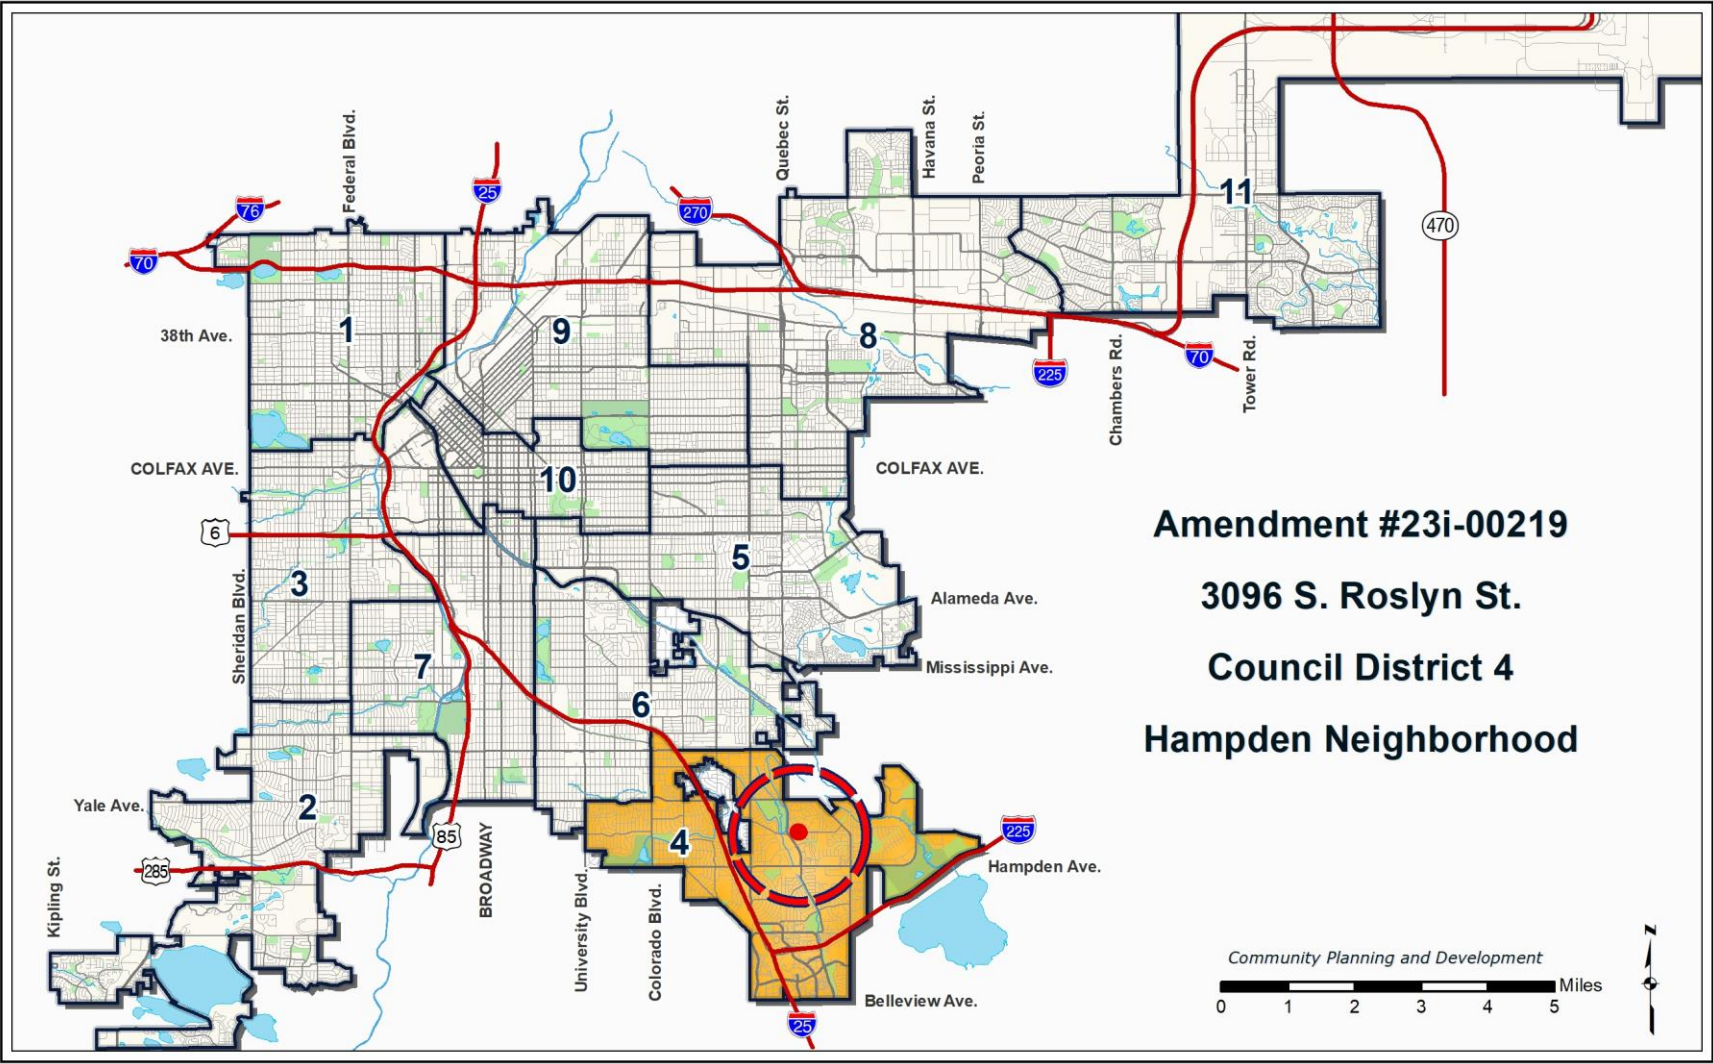 Federal Blvd.
Quebec St.
Havana St.
Peoria St.
76
25
270
11
470
70
38th Ave.
1
9
8
225
70
Chambers Rd.
Tower Rd.
COLFAX AVE.
10
COLFAX AVE.
6
5
3
Sheridan Blvd.
Alameda Ave.
7
Mississippi Ave.
6
Yale Ave.
2
85
4
225
285
Hampden Ave.
Kipling St.
BROADWAY
University Blvd.
Colorado Blvd.
Belleview Ave.
25
Amendment #23i-00219
3096 S. Roslyn St.
Council District 4
Hampden Neighborhood
Community Planning and Development
Miles
0 1 2 3 4 5
N